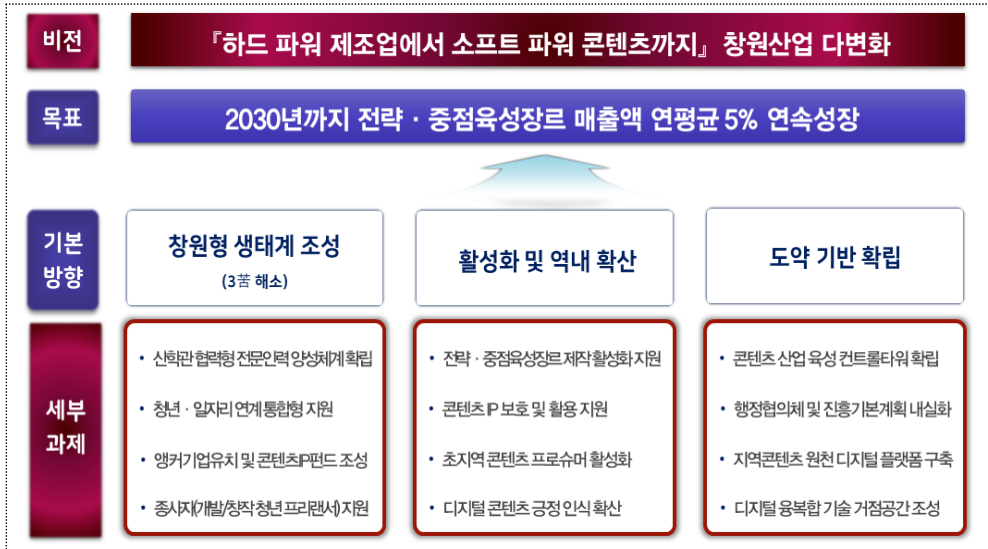 비전
『하드 파워 제조업에서 소프트 파워 콘텐츠까지』 창원산업 다변화
목표
2030년까지 전략 · 중점육성장르 매출액 연평균 5% 연속성장
기본
방향
창원형 생태계 조성
(3苦 해소)
활성화 및 역내 확산
도약 기반 확립
세부
과제
• 산학관 협력형 전문인력 양성체계 확립
• 청년 · 일자리 연계 통합형 지원
• 앵커기업유치 및 콘텐츠IP펀드 조성
• 종사자(개발/창작 청년 프리랜서) 지원
• 전략 · 중점육성장르 제작 활성화 지원
• 콘텐츠 IP 보호 및 활용 지원
• 초지역 콘텐츠 프로슈머 활성화
• 디지털 콘텐츠 긍정 인식 확산
• 콘텐츠 산업 육성 컨트롤타워 확립
• 행정협의체 및 진흥기본계획 내실화
• 지역콘텐츠 원천 디지털 플랫폼 구축
• 디지털 융복합 기술 거점공간 조성